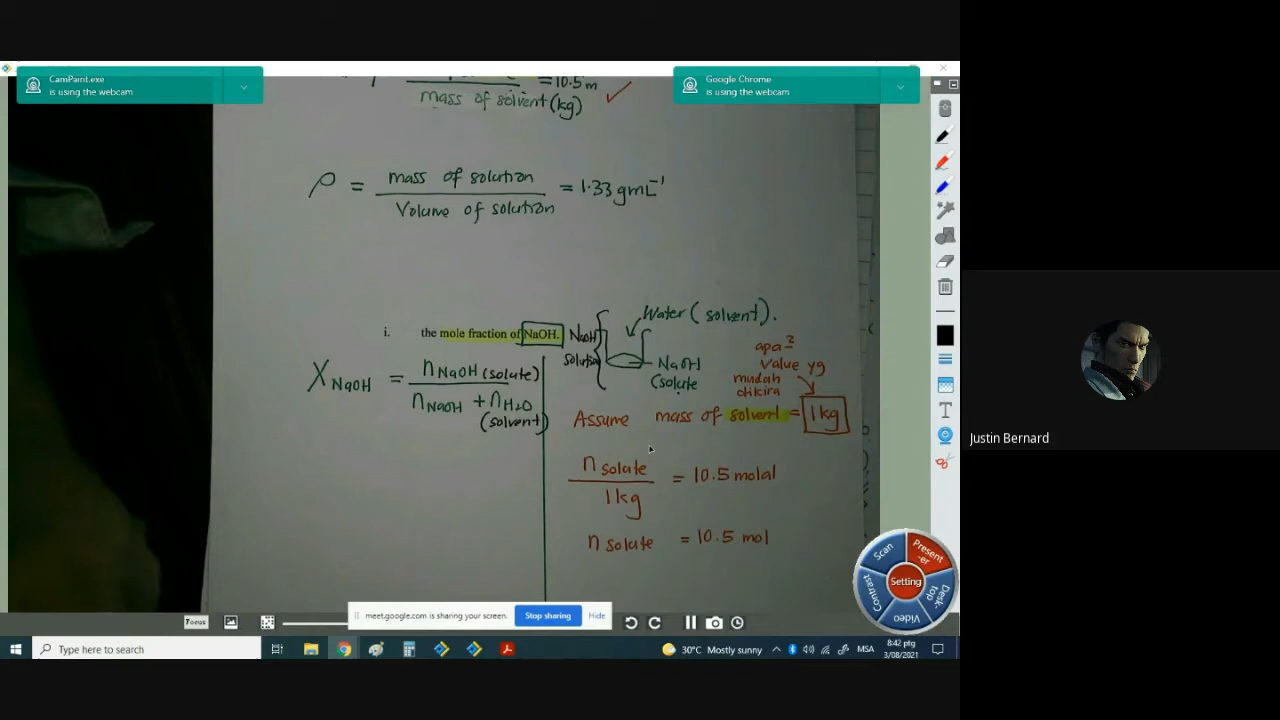 CamPaint.exe
is using the webcam
Google Chrome
is using the webcam
= 10.5 m
mass of solvent (kg)
ρ = mass of solution = 1.33 gmL⁻¹
Volume of solution
Water (solvent).
i. the mole fraction of NaOH.
NaOH
solution
NaOH
(solute
apa²
value yg
mudah
dikira
X NaOH = n NaOH (solute)
n NaOH + n H₂O
(solvent)
Assume mass of solvent = 1kg
n solute = 10.5 molal
1kg
n solute = 10.5 mol
Justin Bernard
Scan
Present-er
Setting
Contrast
Desk-top
Video
Focus
meet.google.com is sharing your screen.
Stop sharing
Hide
Type here to search
30°C Mostly sunny
MSA
8:42 ptg
3/08/2021